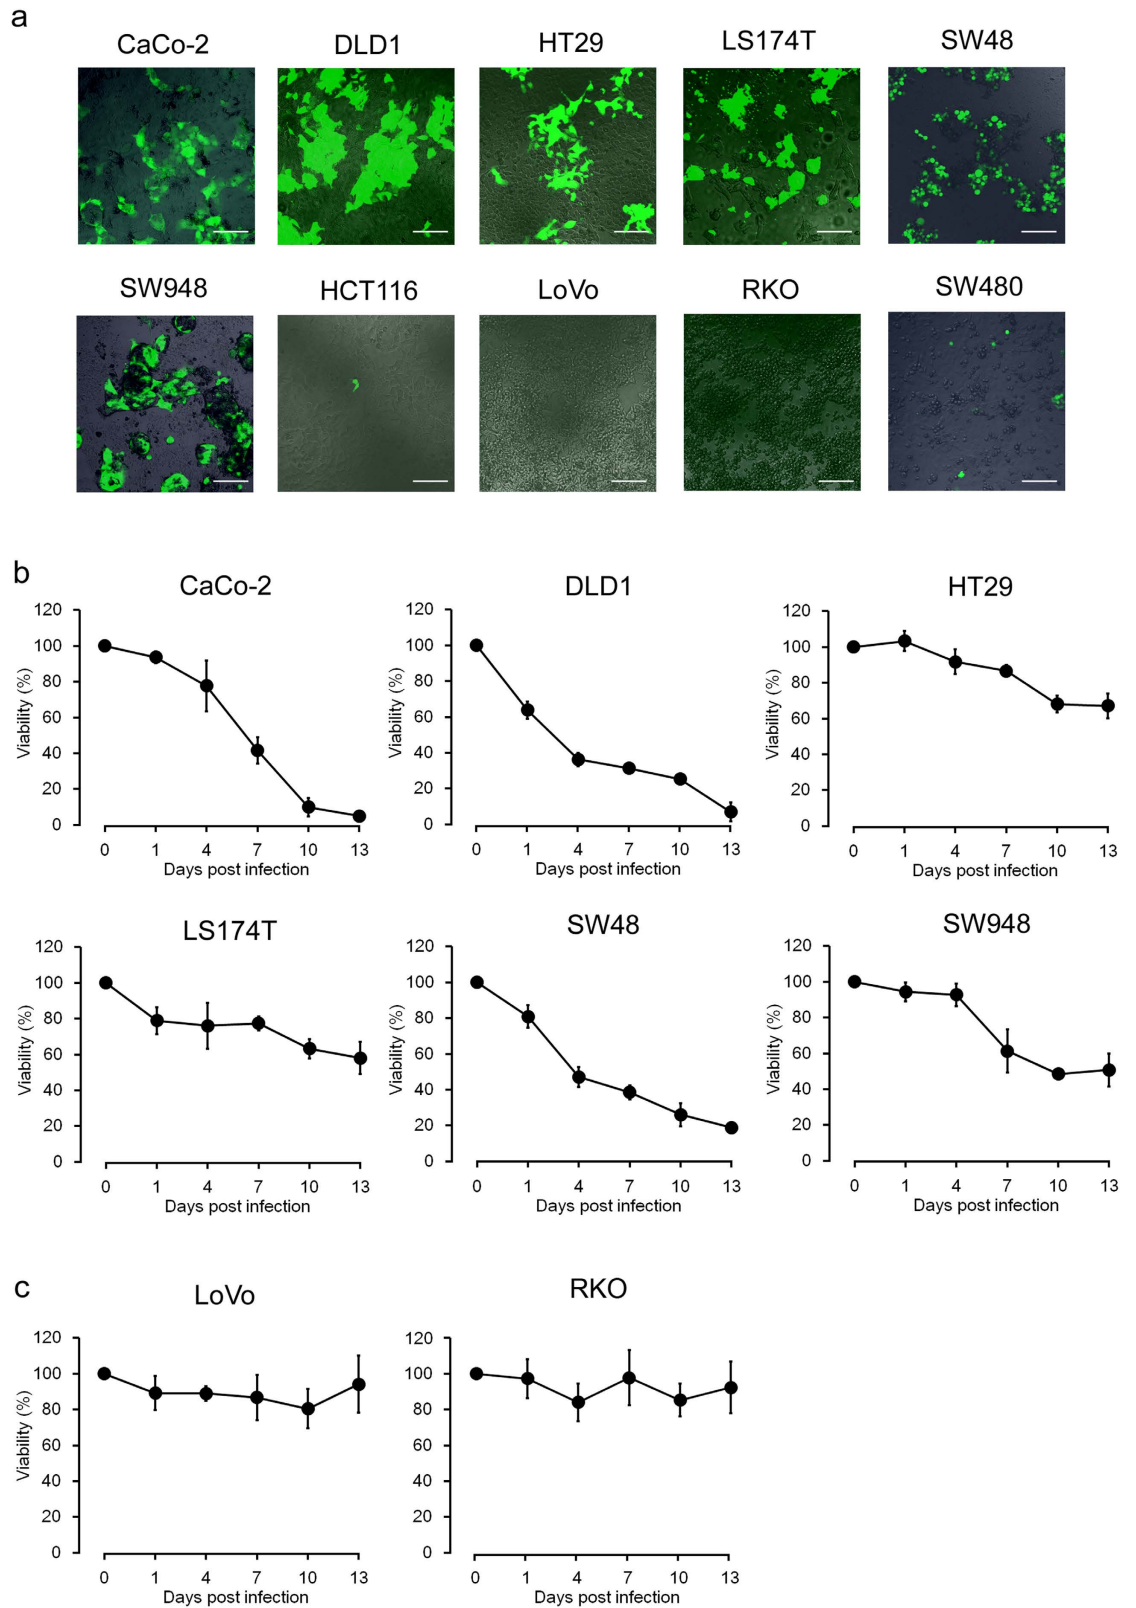 a
CaCo-2 DLD1 HT29 LS174T SW48
SW948 HCT116 LoVo RKO SW480
b
CaCo-2 DLD1 HT29
120 120 120
100 100 100
80 80 80
60 60 60
40 40 40
20 20 20
0 0 0
Viability (%) Viability (%) Viability (%)
0 1 4 7 10 13 0 1 4 7 10 13 0 1 4 7 10 13
Days post infection Days post infection Days post infection
LS174T SW48 SW948
120 120 120
100 100 100
80 80 80
60 60 60
40 40 40
20 20 20
0 0 0
Viability (%) Viability (%) Viability (%)
0 1 4 7 10 13 0 1 4 7 10 13 0 1 4 7 10 13
Days post infection Days post infection Days post infection
c
LoVo RKO
120 120
100 100
80 80
60 60
40 40
20 20
0 0
Viability (%)
0 1 4 7 10 13 0 1 4 7 10 13
Days post infection Days post infection